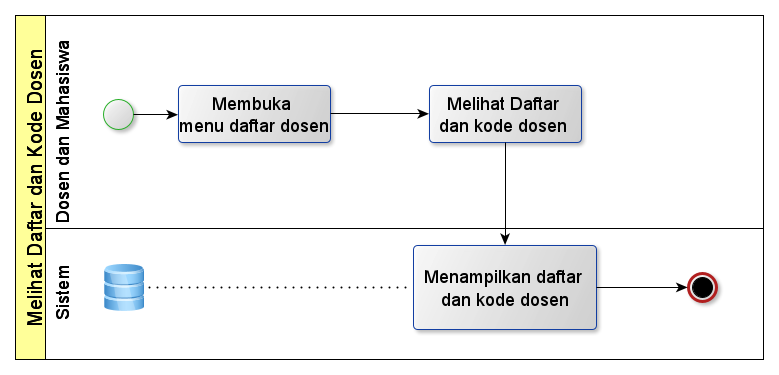 Melihat Daftar dan Kode Dosen
Dosen dan Mahasiswa
Membuka
menu daftar dosen
Melihat Daftar
dan kode dosen
Sistem
Menampilkan daftar
dan kode dosen